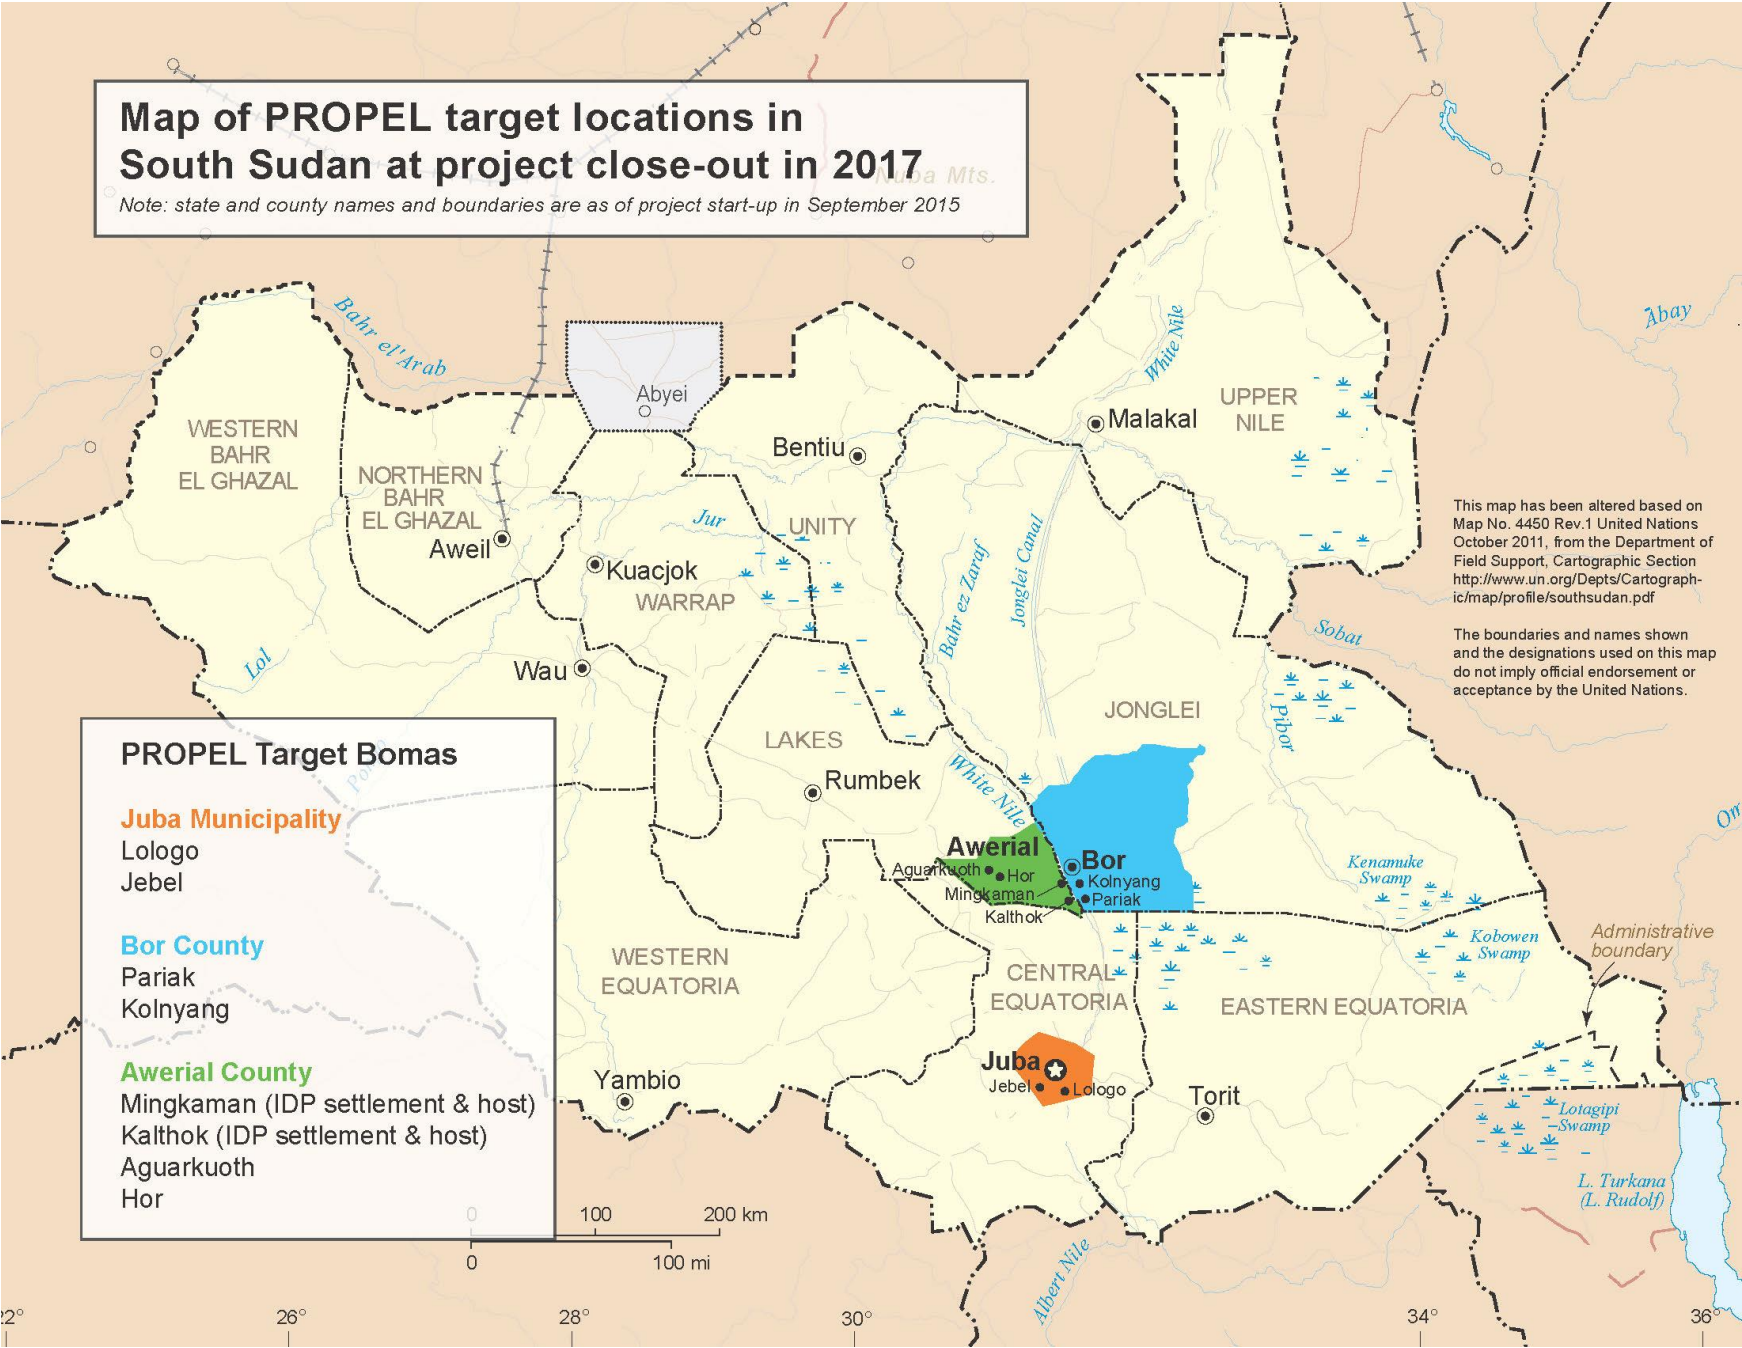 Map of PROPEL target locations in
South Sudan at project close-out in 2017
Note: state and county names and boundaries are as of project start-up in September 2015
Nuba Mts.
Bahr el'Arab
Abyei
White Nile
Abay
WESTERN
BAHR
EL GHAZAL
NORTHERN
BAHR
EL GHAZAL
Aweil
Bentiu
Malakal
UPPER
NILE
Jur
UNITY
Kuacjok
WARRAP
Bahr ez Zaraf
Jonglei Canal
This map has been altered based on
Map No. 4450 Rev.1 United Nations
October 2011, from the Department of
Field Support, Cartographic Section
http://www.un.org/Depts/Cartograph-
ic/map/profile/southsudan.pdf
The boundaries and names shown
and the designations used on this map
do not imply official endorsement or
acceptance by the United Nations.
Sobat
Lol
Wau
JONGLEI
Pibor
LAKES
Rumbek
White Nile
PROPEL Target Bomas
Juba Municipality
Lologo
Jebel
Bor County
Pariak
Kolnyang
Awerial County
Mingkaman (IDP settlement & host)
Kalthok (IDP settlement & host)
Aguarkuoth
Hor
Awerial
Aguarkuoth
Hor
Mingkaman
Kalthok
Bor
Kolnyang
Pariak
Kenamuke
Swamp
Kobowen
Swamp
Administrative
boundary
WESTERN
EQUATORIA
CENTRAL
EQUATORIA
EASTERN EQUATORIA
Juba
Jebel
Lologo
Yambio
Torit
Lotagipi
Swamp
L. Turkana
(L. Rudolf)
Albert Nile
0 100 200 km
0 100 mi
22° 26° 28° 30° 34° 36°